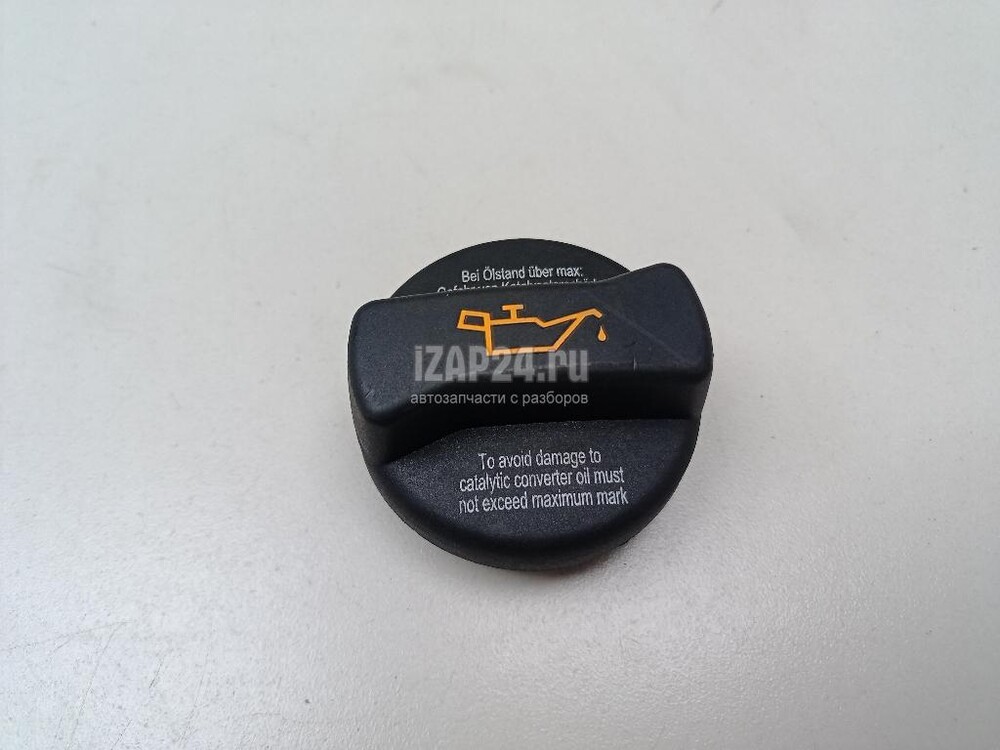 Bei Ölstand über max:
iZAP24.ru
автозапчасти с разборов
To avoid damage to
catalytic converter oil must
not exceed maximum mark